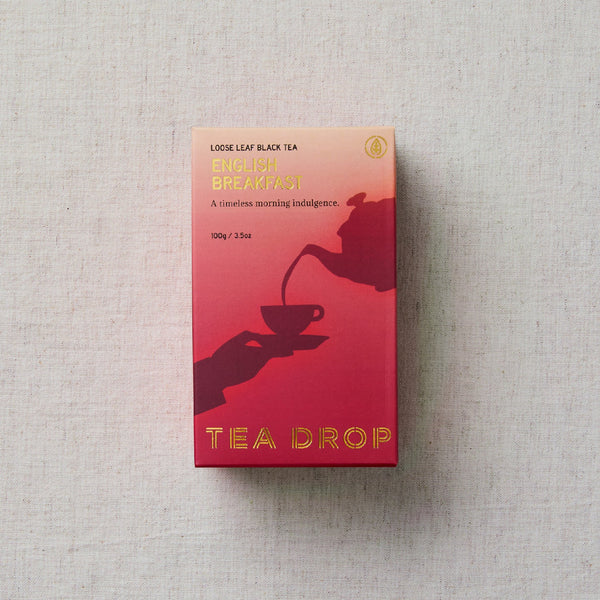 LOOSE LEAF BLACK TEA
ENGLISH
BREAKFAST
A timeless morning indulgence.
100g / 3.5oz
TEA DROP